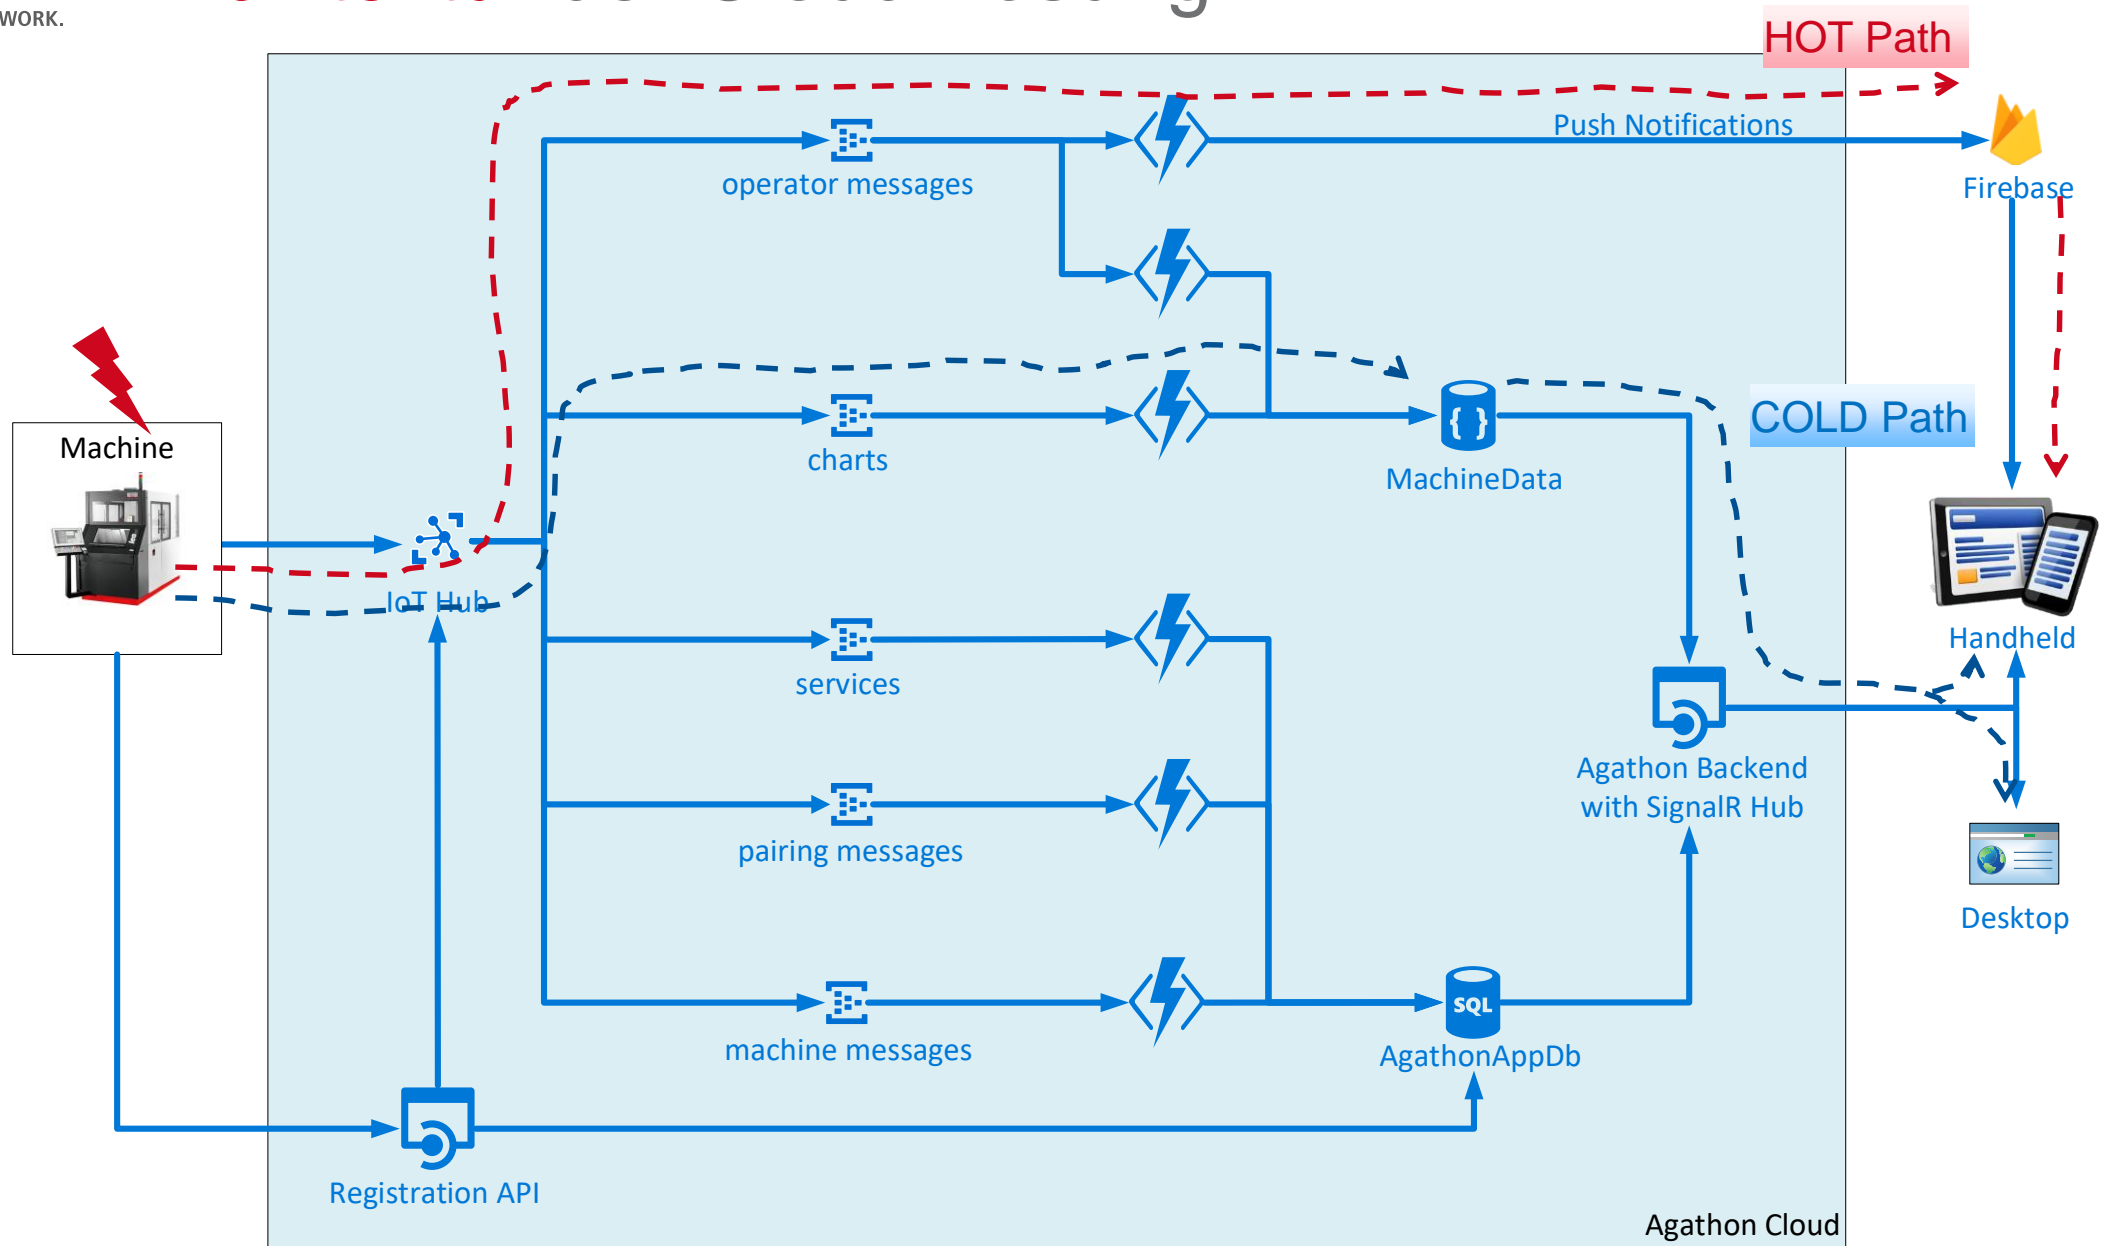 WORK.
HOT Path
Push Notifications
operator messages
Firebase
COLD Path
Machine
charts
MachineData
IoT Hub
Handheld
services
Agathon Backend
with SignalR Hub
pairing messages
Desktop
SQL
machine messages
AgathonAppDb
Registration API
Agathon Cloud